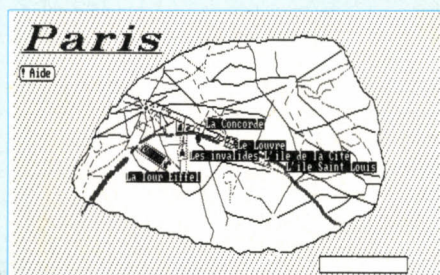 Paris
! Aide
La Concorde
Le Louvre
Les invalides
L'ile de la Cite
L'ile Saint Louis
La Tour Eiffel